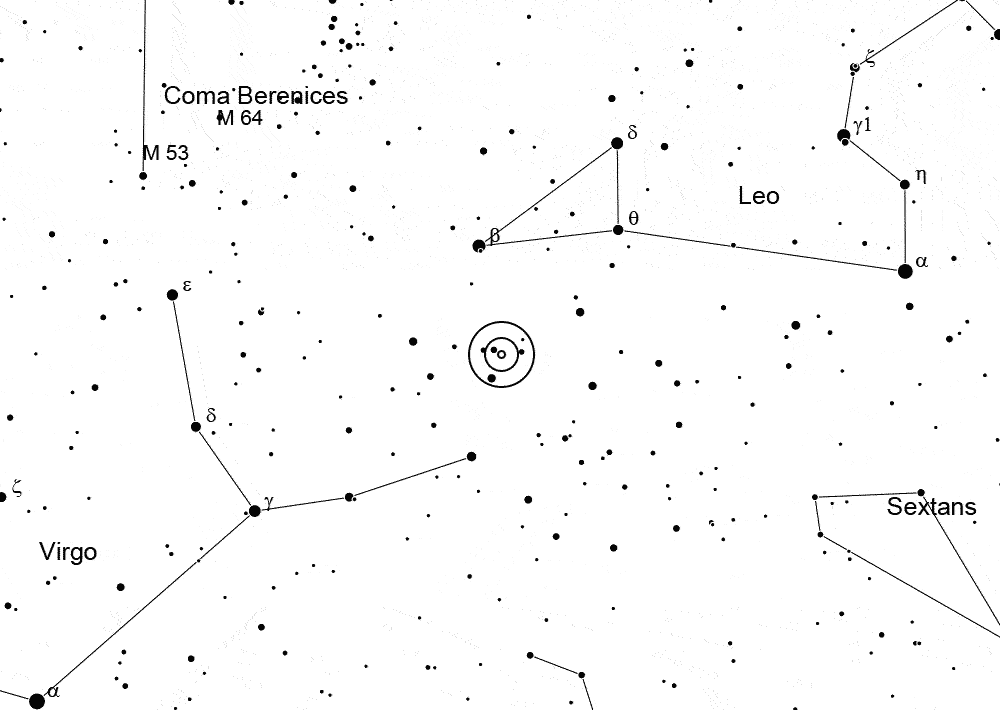 ζ
Coma Berenices
M 64
γ1
δ
M 53
η
Leo
θ
β
α
ε
δ
ζ
γ
Sextans
Virgo
α